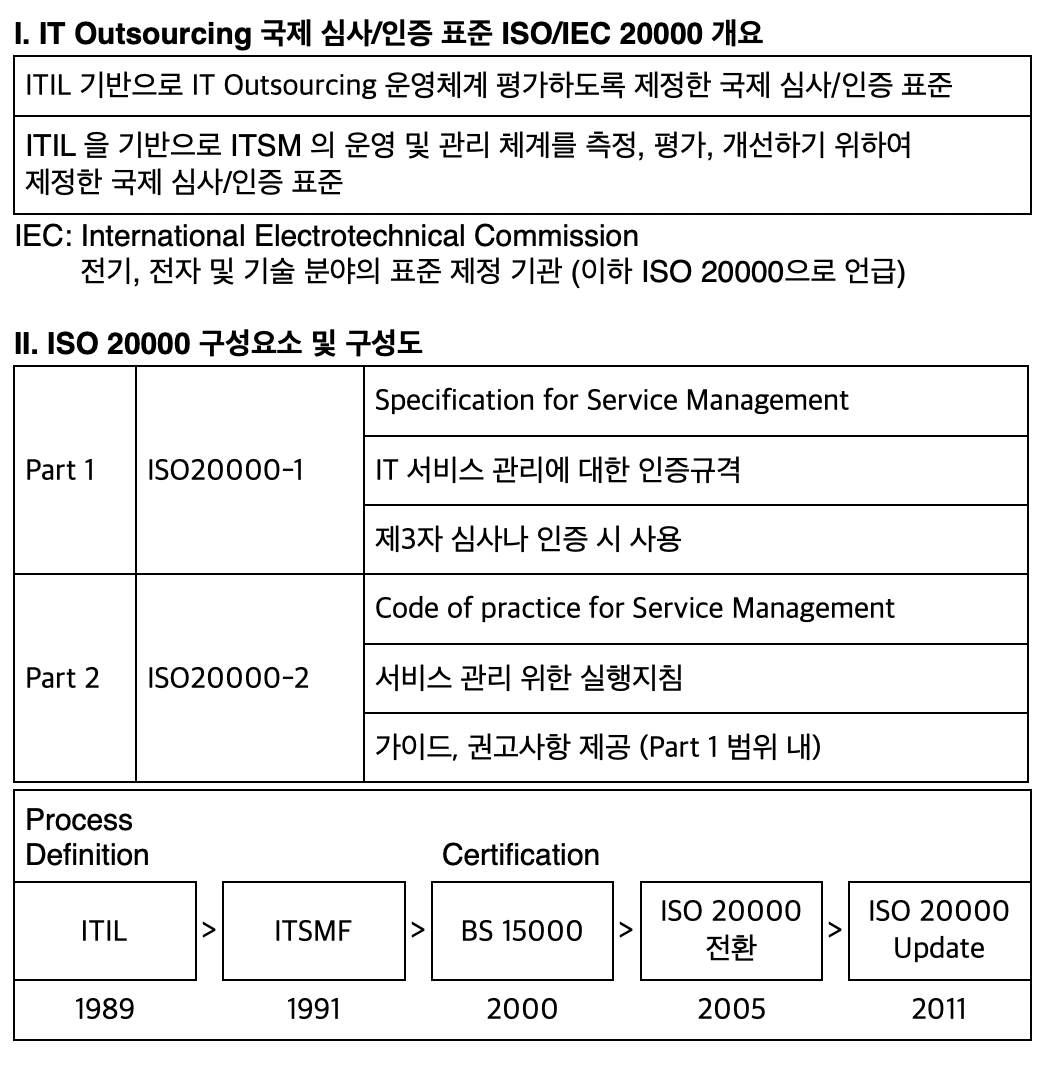 I. IT Outsourcing 국제 심사/인증 표준 ISO/IEC 20000 개요
ITIL 기반으로 IT Outsourcing 운영체계 평가하도록 제정한 국제 심사/인증 표준
ITIL 을 기반으로 ITSM 의 운영 및 관리 체계를 측정, 평가, 개선하기 위하여
제정한 국제 심사/인증 표준
IEC: International Electrotechnical Commission
전기, 전자 및 기술 분야의 표준 제정 기관 (이하 ISO 20000으로 언급)
II. ISO 20000 구성요소 및 구성도
Part 1
ISO20000-1
Specification for Service Management
IT 서비스 관리에 대한 인증규격
제3자 심사나 인증 시 사용
Part 2
ISO20000-2
Code of practice for Service Management
서비스 관리 위한 실행지침
가이드, 권고사항 제공 (Part 1 범위 내)
Process
Definition
Certification
ITIL > ITSMF > BS 15000 > ISO 20000 전환 > ISO 20000 Update
1989 1991 2000 2005 2011